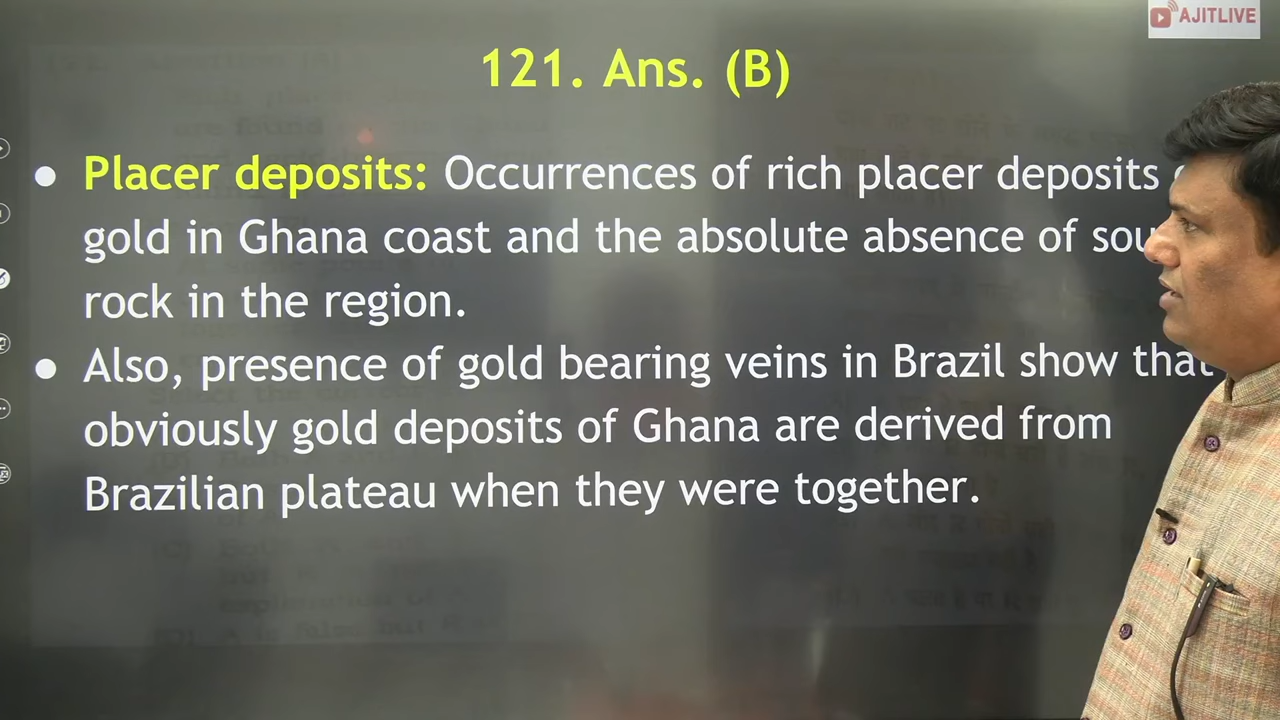 AJITLIVE
121. Ans. (B)
● Placer deposits: Occurrences of rich placer deposits
gold in Ghana coast and the absolute absence of
rock in the region.
● Also, presence of gold bearing veins in Brazil show that
obviously gold deposits of Ghana are derived from
Brazilian plateau when they were together.